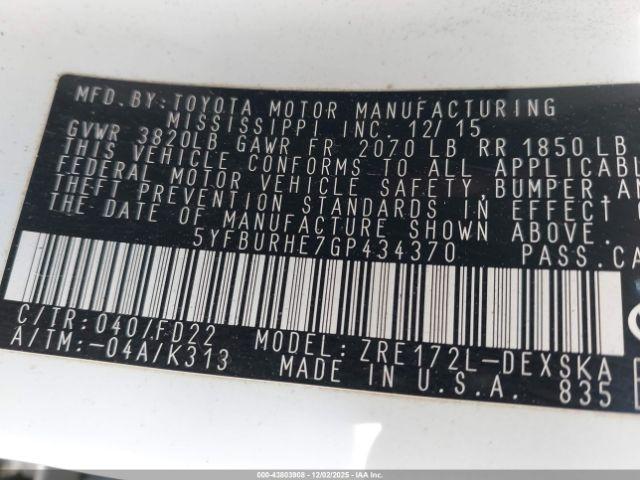 MFD.BY:TOYOTA MOTOR MANUFACTURING
MISSISSIPPI INC. 12/ 15
GVWR 3820LB GAWR FR 2070 LB RR 1850 LB
THIS VEHICLE CONFORMS TO ALL APPLICABL
FEDERAL MOTOR VEHICLE SAFETY, BUMPER AN
THEFT PREVENTION STANDARDS IN EFFECT
THE DATE OF MANUFACTURE SHOWN ABOVE.
5YFBURHE7GP434370 PASS.CA
C/TR: 040/FD22 MODEL: ZRE172L-DEXSKA
A/TM:-04A/K313 MADE IN U.S.A. 835
000-43803908 - 12/02/2025 - IAA Inc.